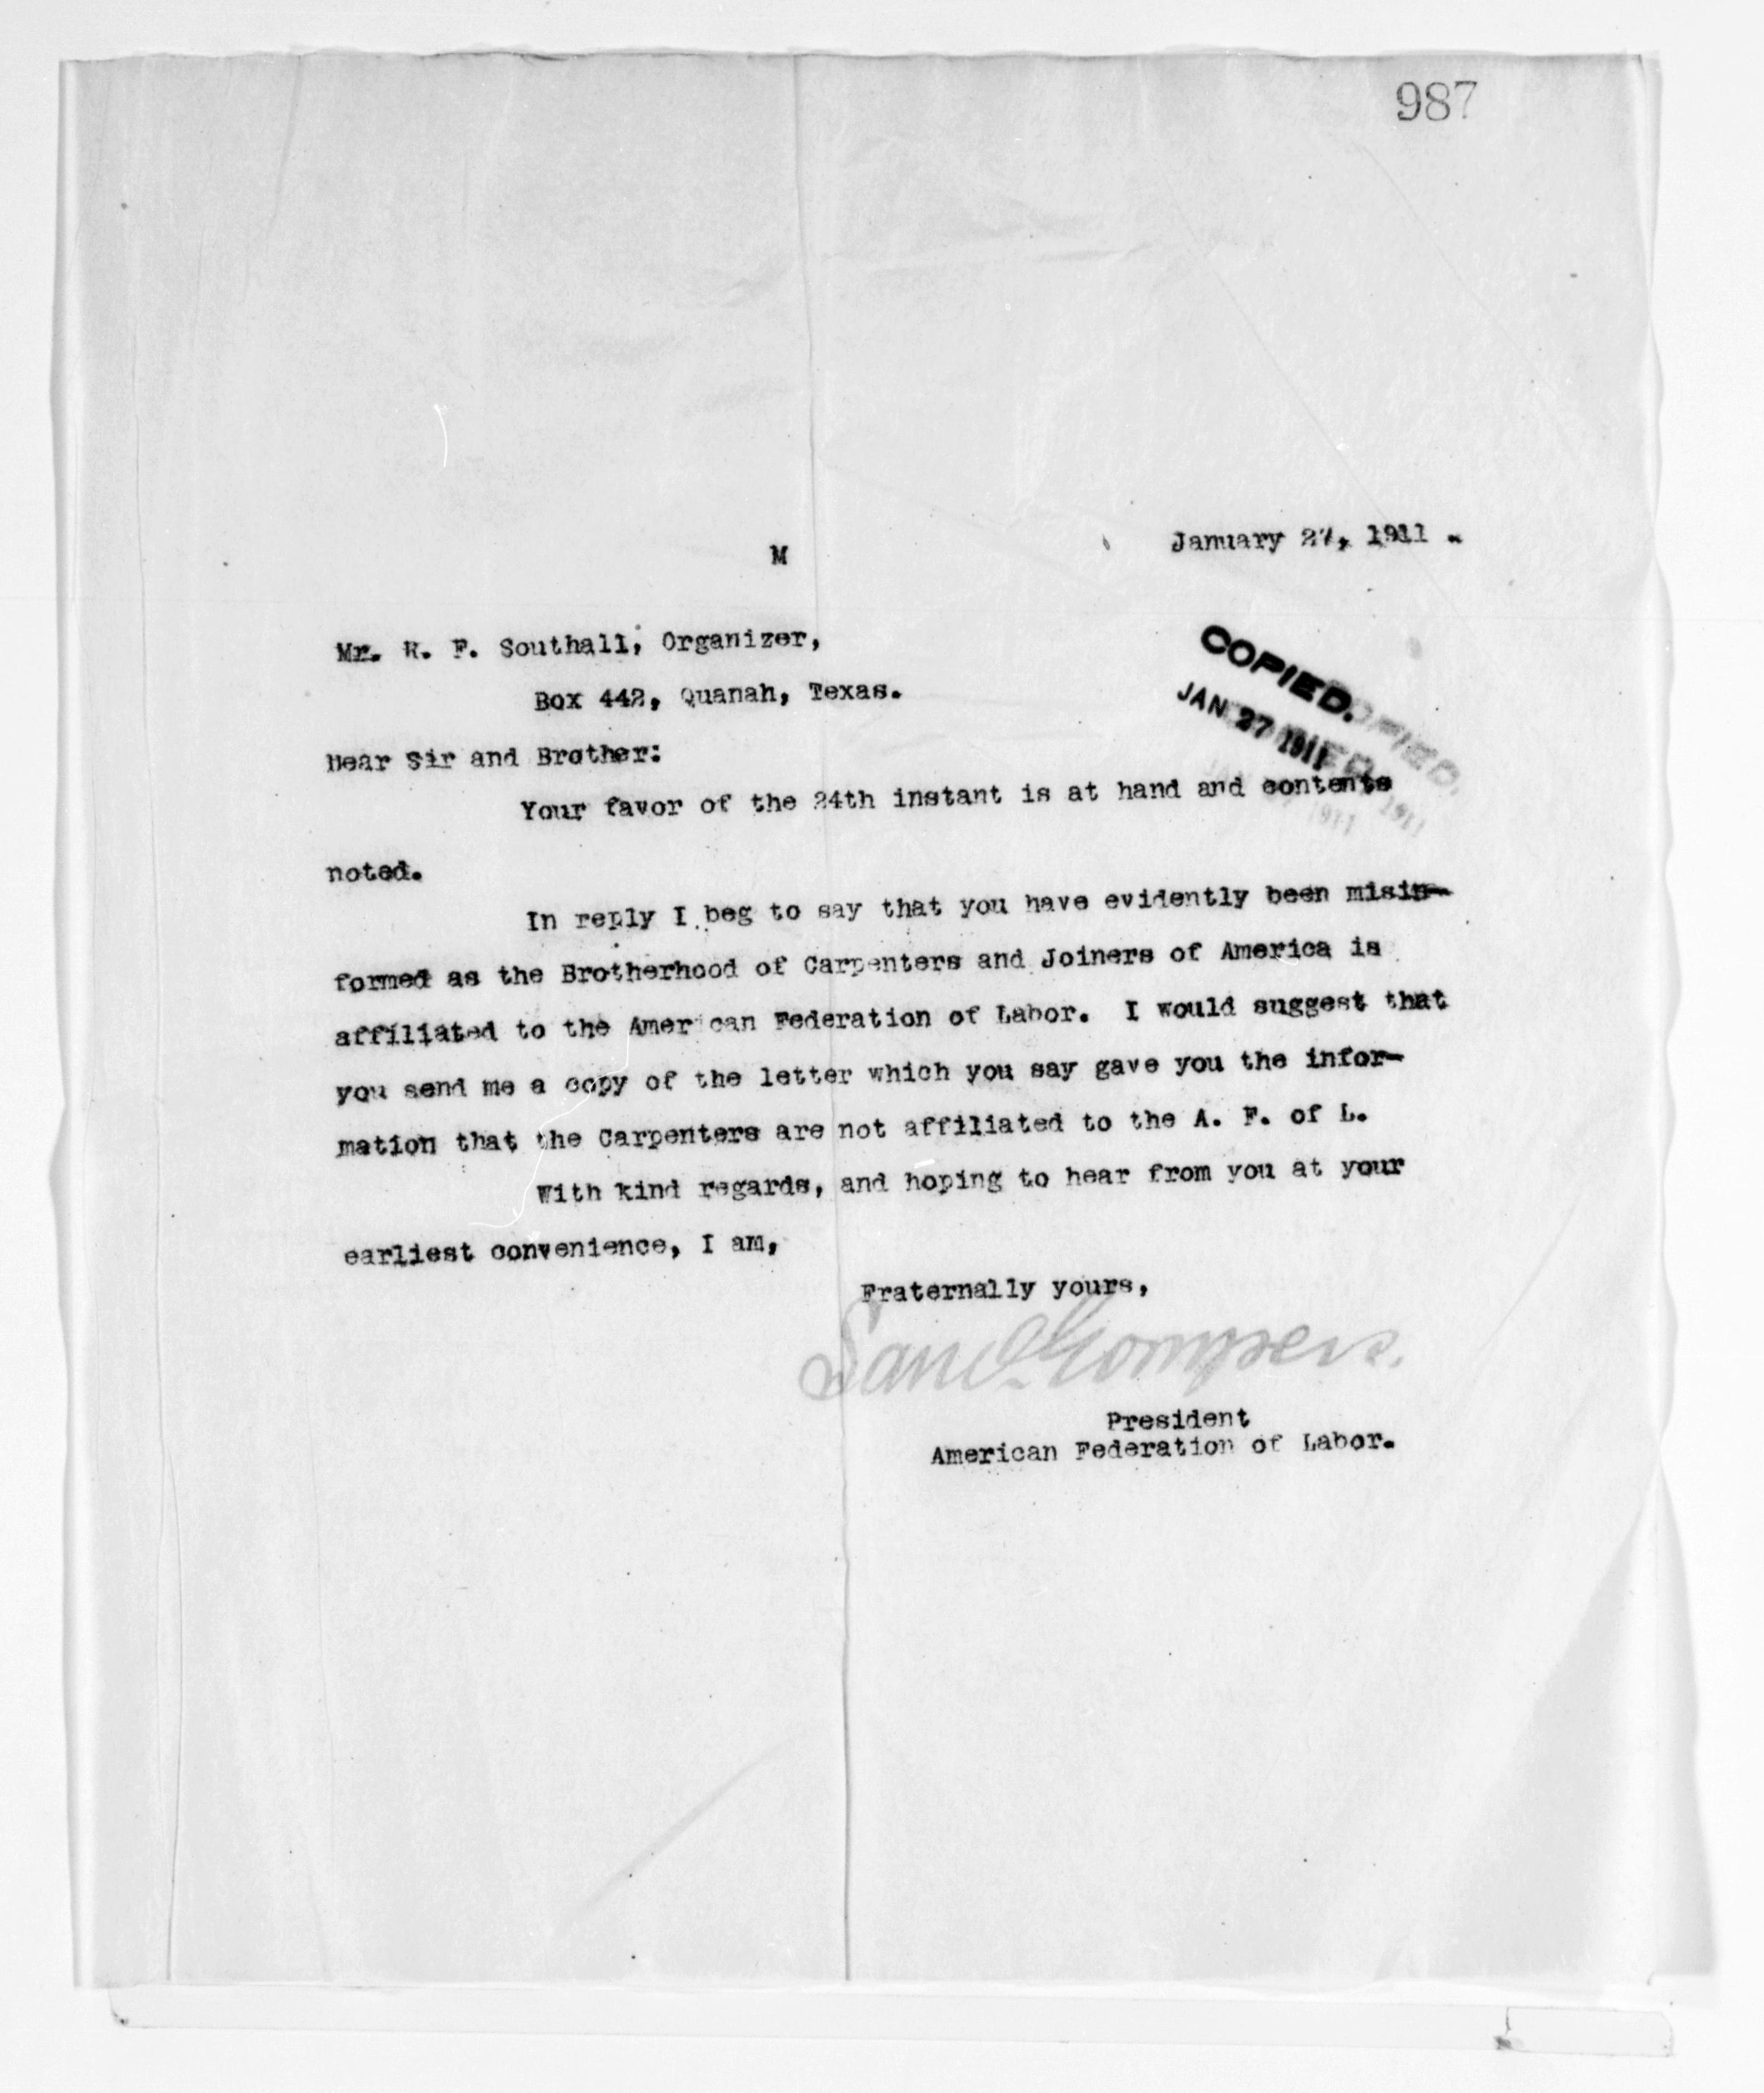 987
January 27, 1911.
M
Mr. R. F. Southall, Organizer,
Box 442, Quanah, Texas.
COPIED.
JAN 27 1911
Dear Sir and Brother:
Your favor of the 24th instant is at hand and contents
noted.
In reply I beg to say that you have evidently been misin-
formed as the Brotherhood of Carpenters and Joiners of America is
affiliated to the American Federation of Labor. I would suggest that
you send me a copy of the letter which you say gave you the infor-
mation that the Carpenters are not affiliated to the A. F. of L.
With kind regards, and hoping to hear from you at your
earliest convenience, I am,
Fraternally yours,
Saml Gompers.
President
American Federation of Labor.